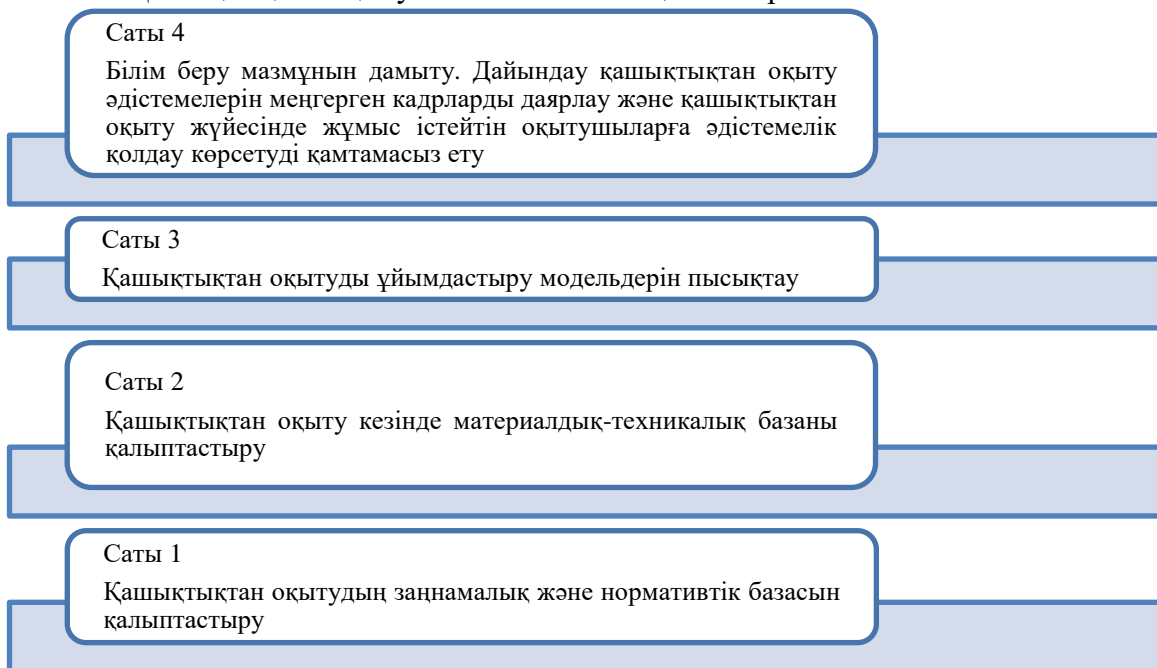 Саты 4
Білім беру мазмұнын дамыту. Дайындау қашықтықтан оқыту
әдістемелерін меңгерген кадрларды даярлау және қашықтықтан
оқыту жүйесінде жұмыс істейтін оқытушыларға әдістемелік
қолдау көрсетуді қамтамасыз ету
Саты 3
Қашықтықтан оқытуды ұйымдастыру модельдерін пысықтау
Саты 2
Қашықтықтан оқыту кезінде материалдық-техникалық базаны
қалыптастыру
Саты 1
Қашықтықтан оқытудың заңнамалық және нормативтік базасын
қалыптастыру